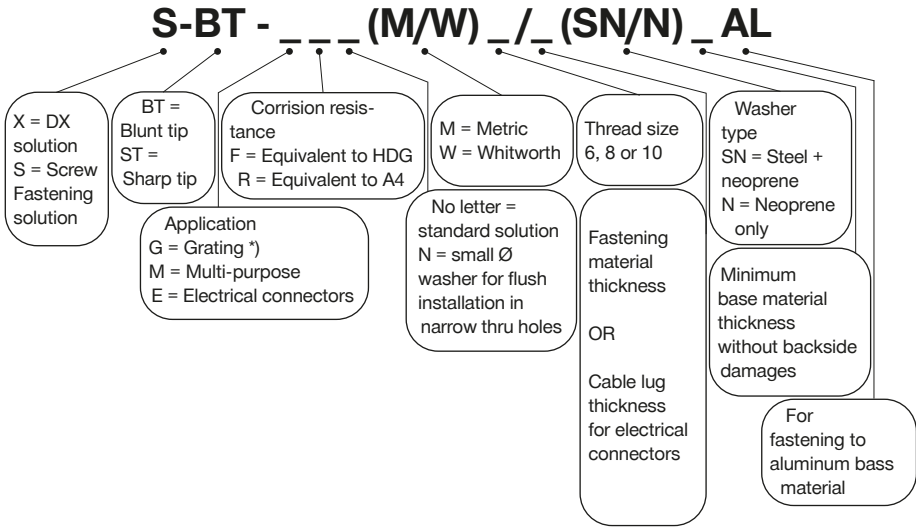 S-BT - _ _ _ (M/W) _ /_ (SN/N) _ AL
X = DX
solution
S = Screw
Fastening
solution
BT =
Blunt tip
ST =
Sharp tip
Corrision resis-
tance
F = Equivalent to HDG
R = Equivalent to A4
M = Metric
W = Whitworth
Thread size
6, 8 or 10
Washer
type
SN = Steel +
neoprene
N = Neoprene
only
Application
G = Grating *)
M = Multi-purpose
E = Electrical connectors
No letter =
standard solution
N = small Ø
washer for flush
installation in
narrow thru holes
Fastening
material
thickness
OR
Cable lug
thickness
for electrical
connectors
Minimum
base material
thickness
without backside
damages
For
fastening to
aluminum bass
material